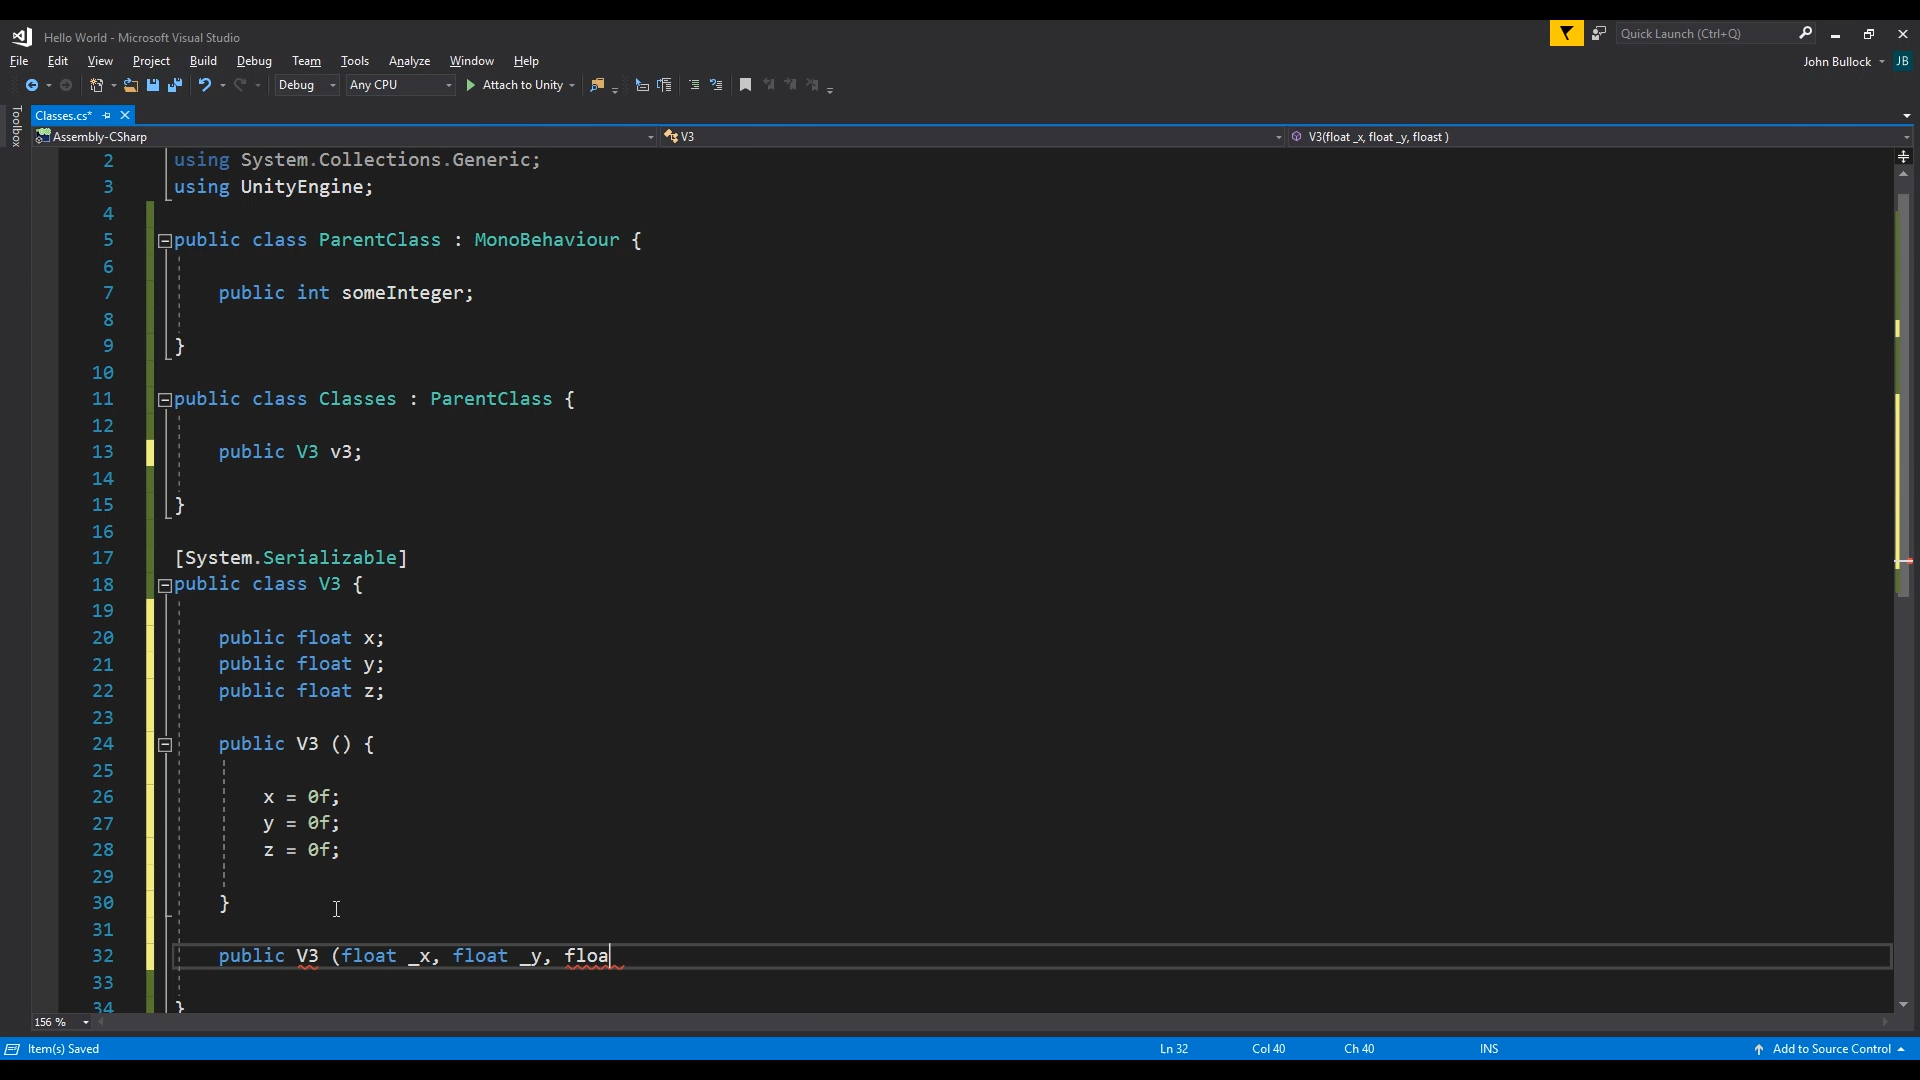 Hello World - Microsoft Visual Studio
Quick Launch (Ctrl+Q)
File Edit View Project Build Debug Team Tools Analyze Window Help
John Bullock JB
Debug Any CPU Attach to Unity
Toolbox
Classes.cs*
Assembly-CSharp V3 V3(float _x, float _y, floast )
2 using System.Collections.Generic;
3 using UnityEngine;
4
5 public class ParentClass : MonoBehaviour {
6
7 public int someInteger;
8
9 }
10
11 public class Classes : ParentClass {
12
13 public V3 v3;
14
15 }
16
17 [System.Serializable]
18 public class V3 {
19
20 public float x;
21 public float y;
22 public float z;
23
24 public V3 () {
25
26 x = 0f;
27 y = 0f;
28 z = 0f;
29
30 }
31
32 public V3 (float _x, float _y, floa
33
34 }
156 %
Item(s) Saved Ln 32 Col 40 Ch 40 INS Add to Source Control